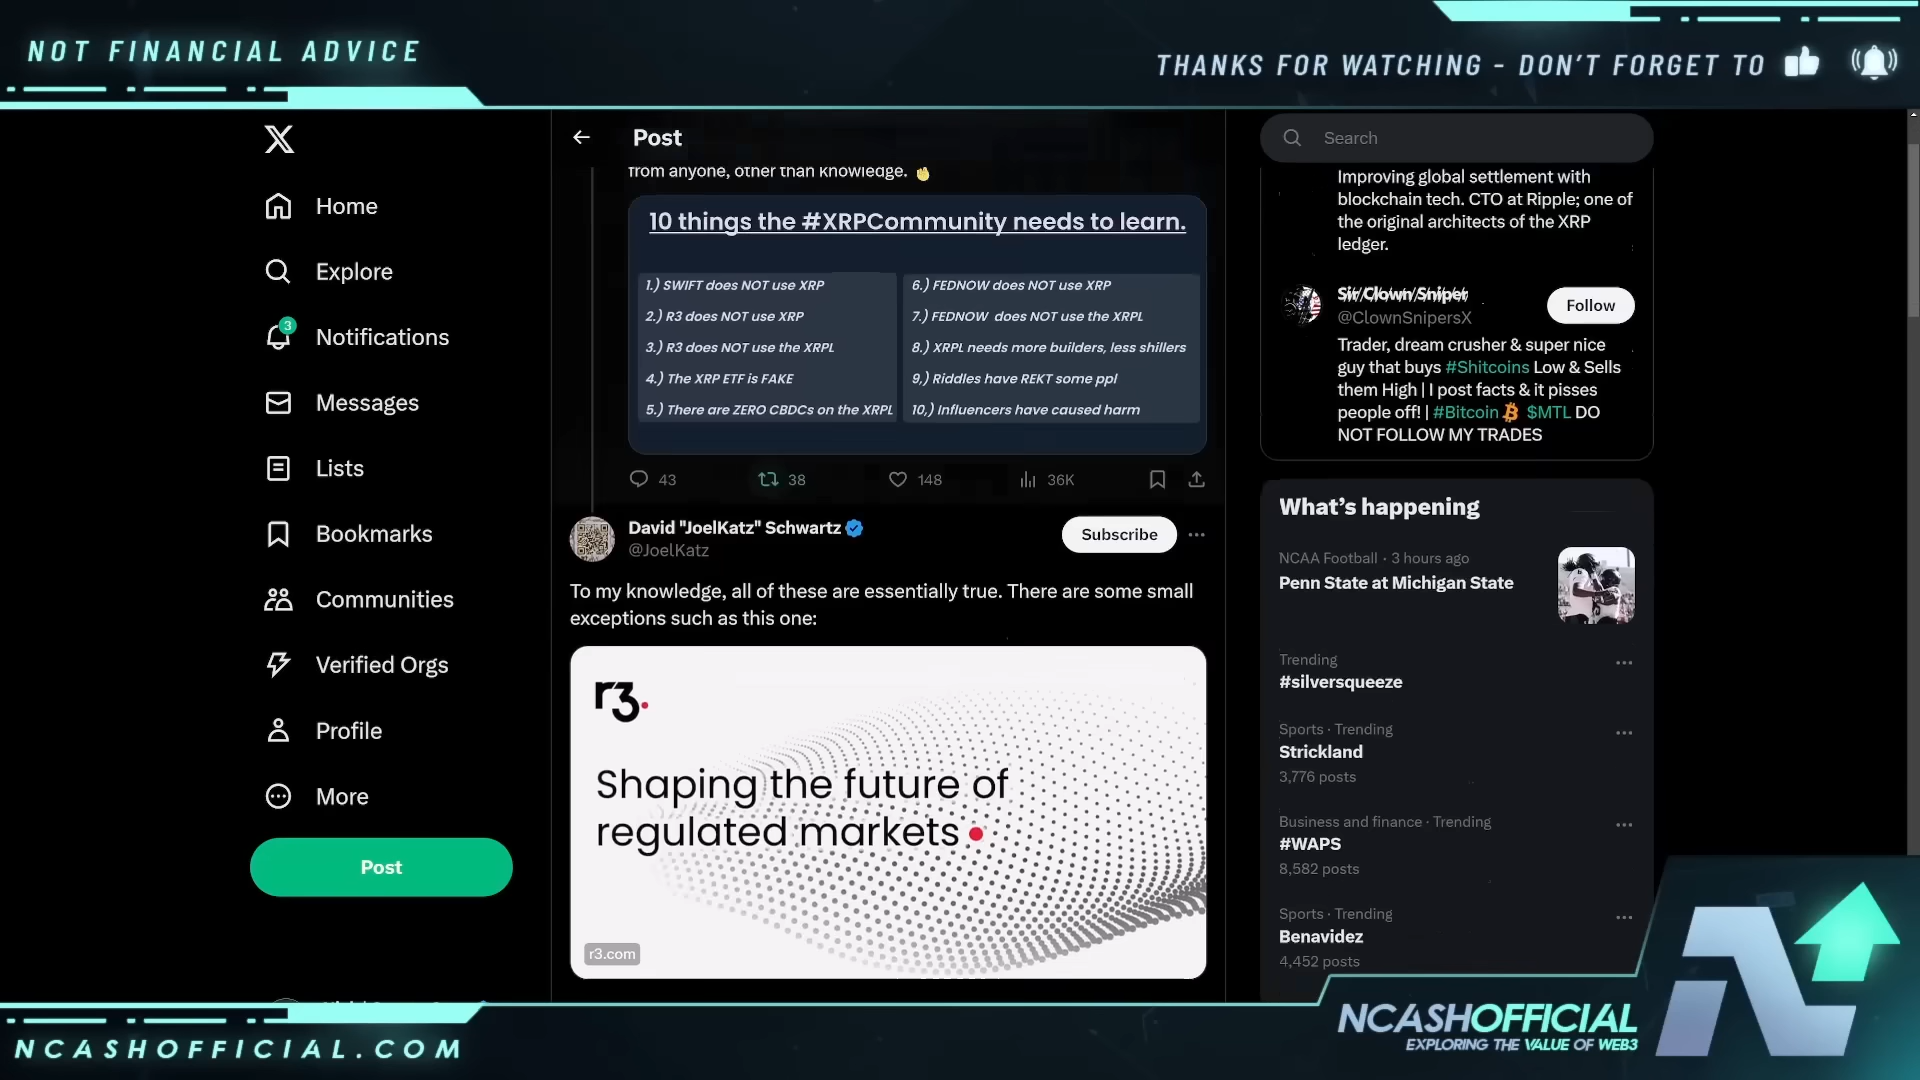 NOT FINANCIAL ADVICE
THANKS FOR WATCHING - DON'T FORGET TO
X
Home
Explore
3
Notifications
Messages
Lists
Bookmarks
Communities
Verified Orgs
Profile
More
Post
Post
from anyone, other than knowledge.
10 things the #XRPCommunity needs to learn.
1.) SWIFT does NOT use XRP
2.) R3 does NOT use XRP
3.) R3 does NOT use the XRPL
4.) The XRP ETF is FAKE
5.) There are ZERO CBDCs on the XRPL
6.) FEDNOW does NOT use XRP
7.) FEDNOW does NOT use the XRPL
8.) XRPL needs more builders, less shillers
9,) Riddles have REKT some ppl
10,) Influencers have caused harm
43
38
148
36K
David "JoelKatz" Schwartz
@JoelKatz
Subscribe
To my knowledge, all of these are essentially true. There are some small
exceptions such as this one:
r3.
Shaping the future of
regulated markets
r3.com
Search
Improving global settlement with
blockchain tech. CTO at Ripple; one of
the original architects of the XRP
ledger.
Sir Clown Sniper
@ClownSnipersX
Follow
Trader, dream crusher & super nice
guy that buys #Shitcoins Low & Sells
them High | I post facts & it pisses
people off! | #Bitcoin $MTL DO
NOT FOLLOW MY TRADES
What's happening
NCAA Football · 3 hours ago
Penn State at Michigan State
Trending
#silversqueeze
Sports · Trending
Strickland
3,776 posts
Business and finance · Trending
#WAPS
8,582 posts
Sports · Trending
Benavidez
4,452 posts
NCASHOFFICIAL.COM
NCASHOFFICIAL
EXPLORING THE VALUE OF WEB3